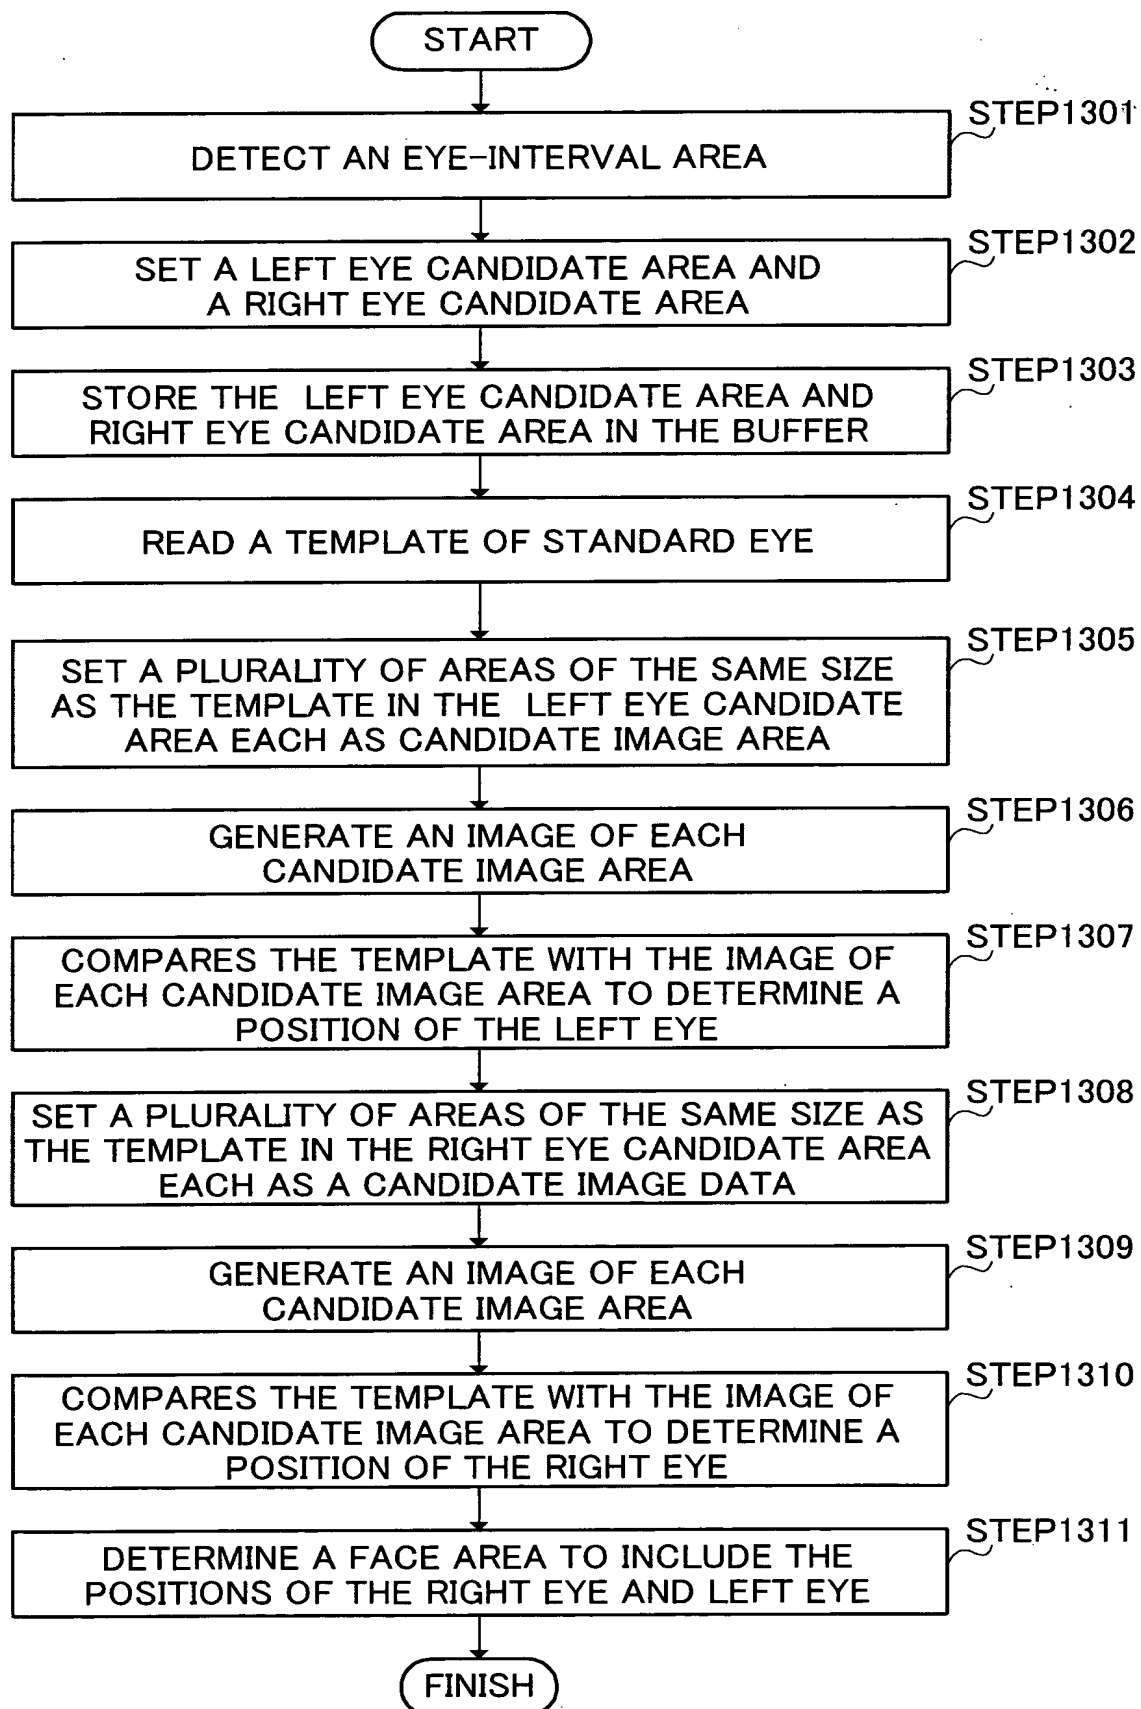 START
STEP1301
DETECT AN EYE-INTERVAL AREA
STEP1302
SET A LEFT EYE CANDIDATE AREA AND
A RIGHT EYE CANDIDATE AREA
STEP1303
STORE THE LEFT EYE CANDIDATE AREA AND
RIGHT EYE CANDIDATE AREA IN THE BUFFER
STEP1304
READ A TEMPLATE OF STANDARD EYE
STEP1305
SET A PLURALITY OF AREAS OF THE SAME SIZE
AS THE TEMPLATE IN THE LEFT EYE CANDIDATE
AREA EACH AS CANDIDATE IMAGE AREA
STEP1306
GENERATE AN IMAGE OF EACH
CANDIDATE IMAGE AREA
STEP1307
COMPARES THE TEMPLATE WITH THE IMAGE OF
EACH CANDIDATE IMAGE AREA TO DETERMINE A
POSITION OF THE LEFT EYE
STEP1308
SET A PLURALITY OF AREAS OF THE SAME SIZE AS
THE TEMPLATE IN THE RIGHT EYE CANDIDATE AREA
EACH AS A CANDIDATE IMAGE DATA
STEP1309
GENERATE AN IMAGE OF EACH
CANDIDATE IMAGE AREA
STEP1310
COMPARES THE TEMPLATE WITH THE IMAGE OF
EACH CANDIDATE IMAGE AREA TO DETERMINE A
POSITION OF THE RIGHT EYE
STEP1311
DETERMINE A FACE AREA TO INCLUDE THE
POSITIONS OF THE RIGHT EYE AND LEFT EYE
FINISH